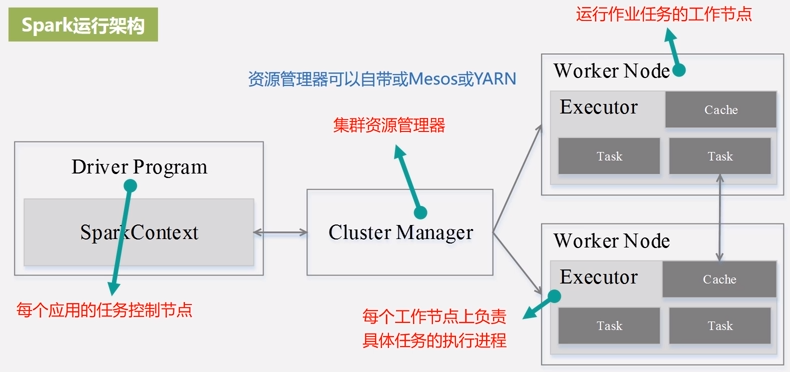 Spark运行架构
运行作业任务的工作节点
资源管理器可以自带或Mesos或YARN
集群资源管理器
Driver Program
SparkContext
每个应用的任务控制节点
Cluster Manager
Worker Node
Executor
Cache
Task
Task
Worker Node
Executor
Cache
Task
Task
每个工作节点上负责
具体任务的执行进程